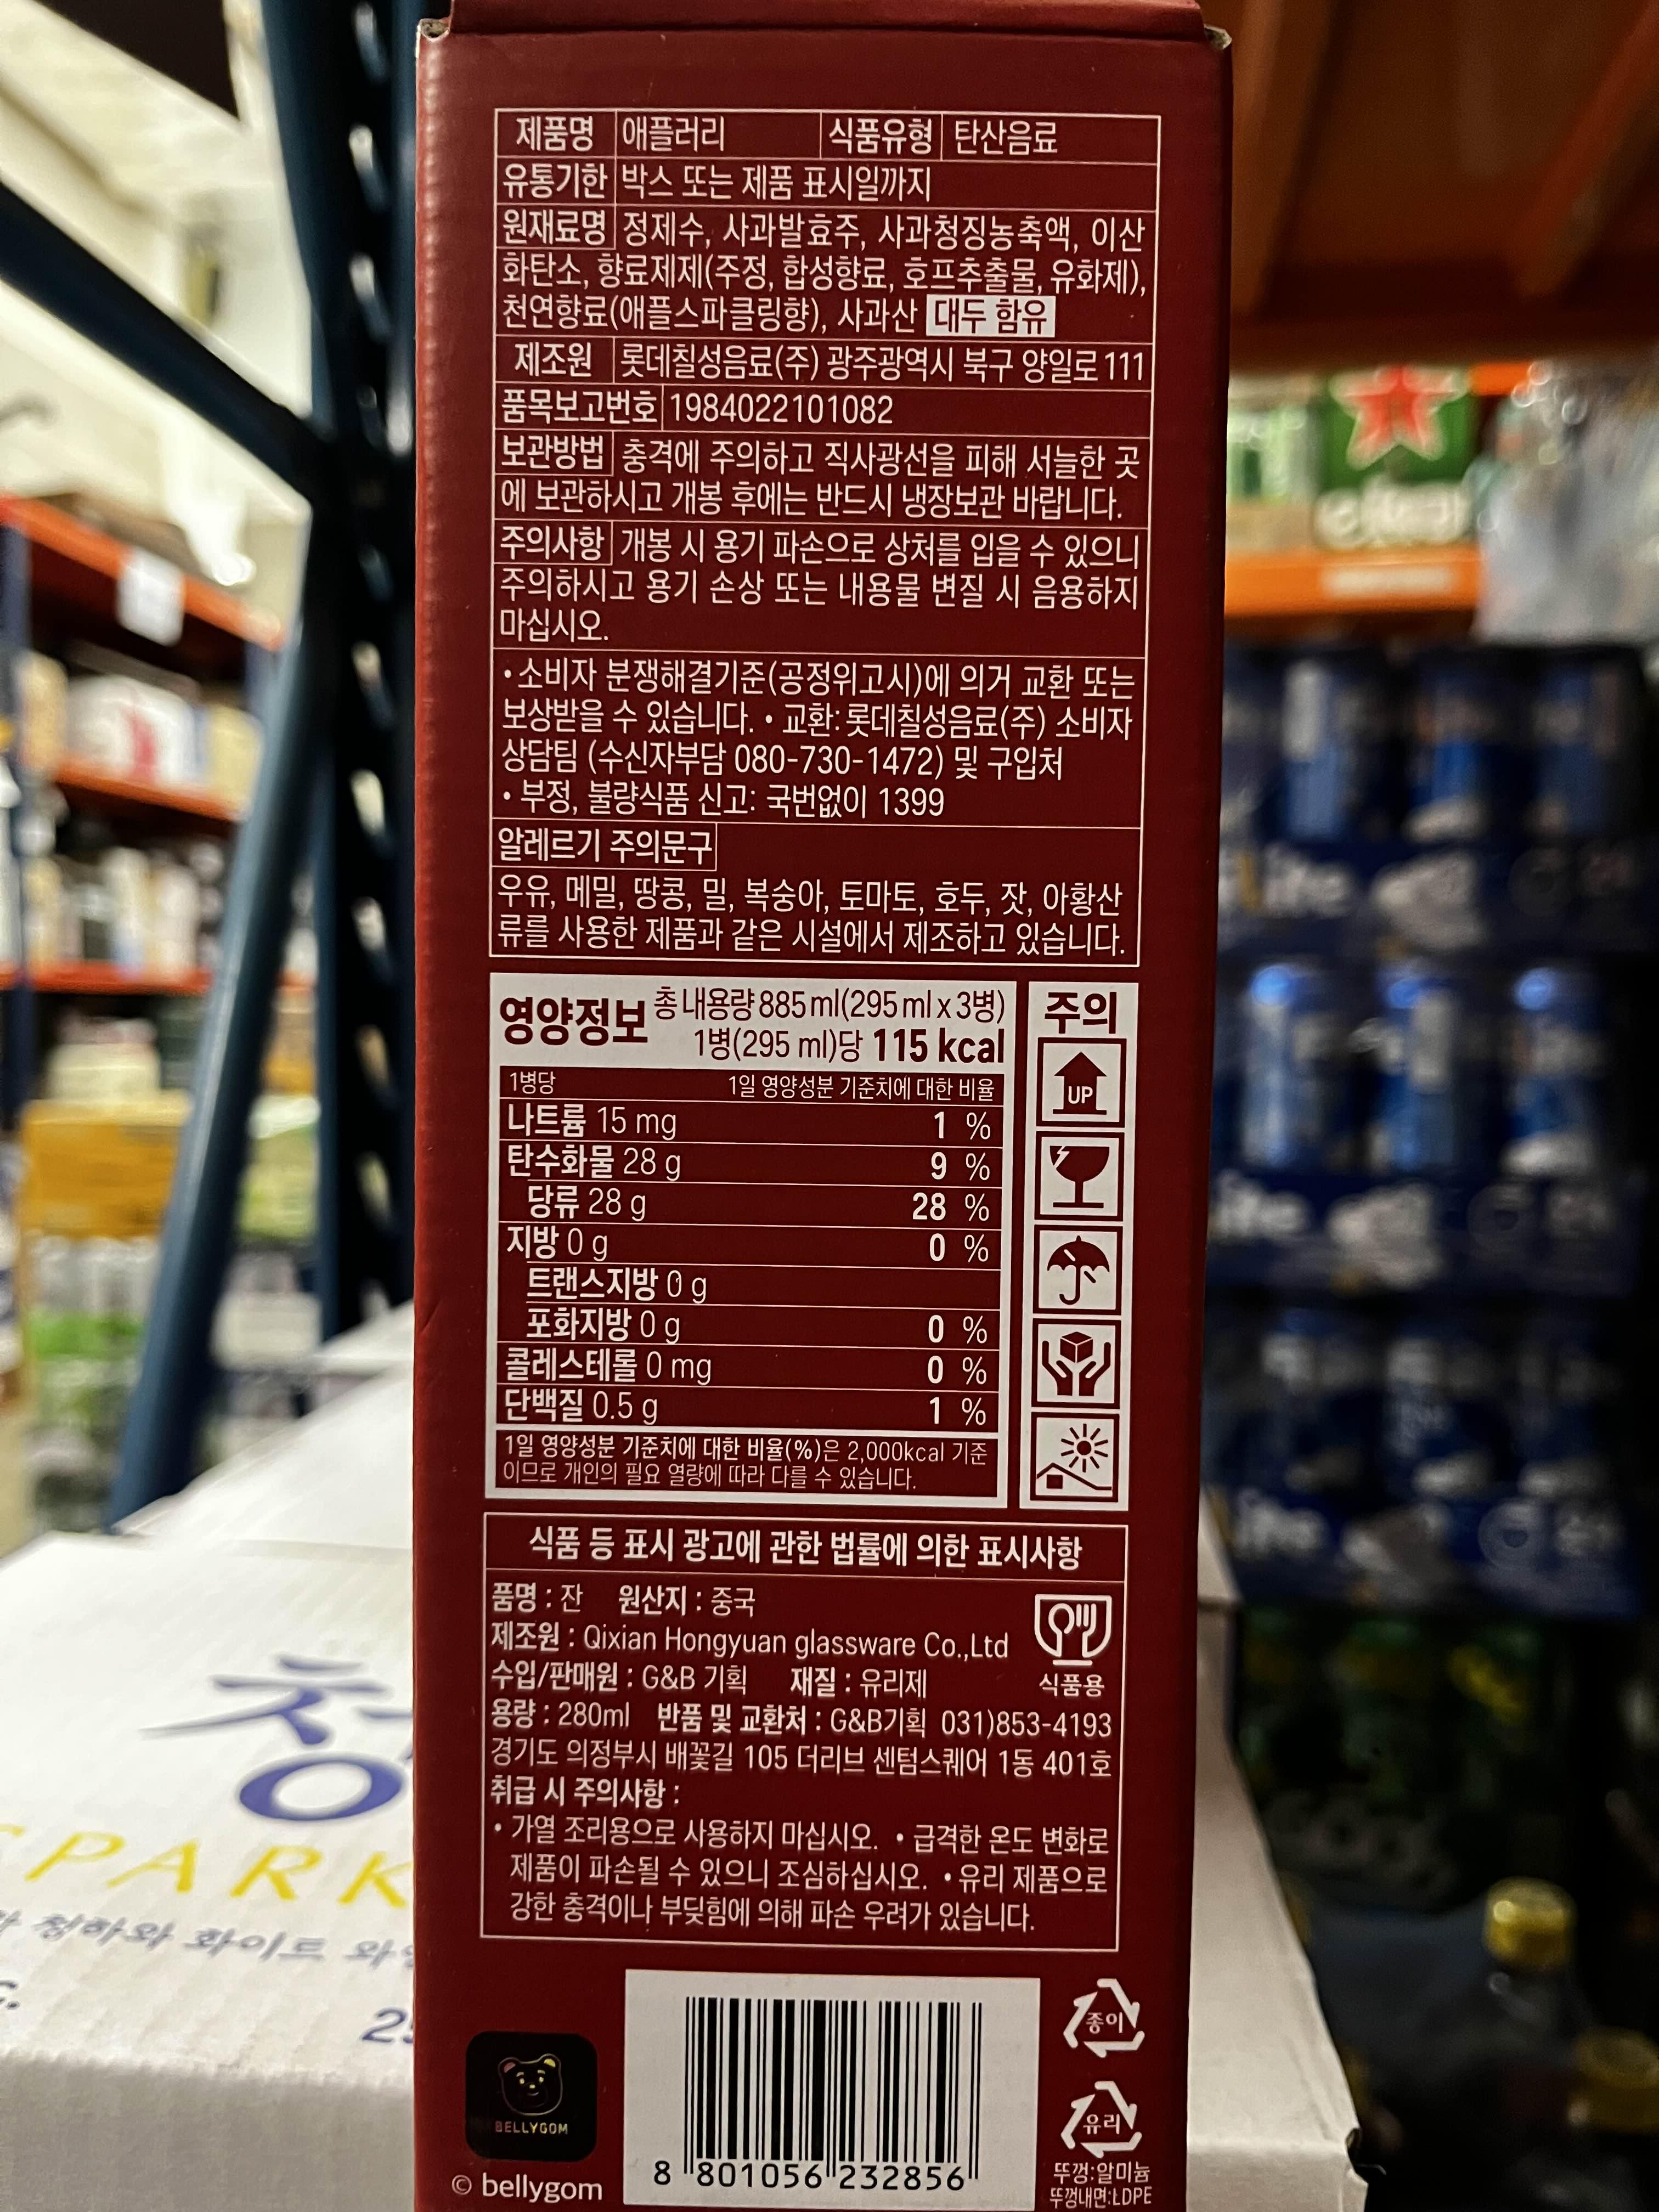 제품명 애플러리 식품유형 탄산음료
유통기한 박스 또는 제품 표시일까지
원재료명 정제수, 사과발효주, 사과청징농축액, 이산
화탄소, 향료제제(주정, 합성향료, 호프추출물, 유화제),
천연향료(애플스파클링향), 사과산 대두 함유
제조원 롯데칠성음료(주) 광주광역시 북구 양일로 111
품목보고번호 1984022101082
보관방법 충격에 주의하고 직사광선을 피해 서늘한 곳
에 보관하시고 개봉 후에는 반드시 냉장보관 바랍니다.
주의사항 개봉 시 용기 파손으로 상처를 입을 수 있으니
주의하시고 용기 손상 또는 내용물 변질 시 음용하지
마십시오.
• 소비자 분쟁해결기준(공정위고시)에 의거 교환 또는
보상받을 수 있습니다. • 교환: 롯데칠성음료(주) 소비자
상담팀 (수신자부담 080-730-1472) 및 구입처
• 부정, 불량식품 신고: 국번없이 1399
알레르기 주의문구
우유, 메밀, 땅콩, 밀, 복숭아, 토마토, 호두, 잣, 아황산
류를 사용한 제품과 같은 시설에서 제조하고 있습니다.
영양정보 총 내용량 885 ml(295 ml x 3병)
1병(295 ml)당 115 kcal
1병당 1일 영양성분 기준치에 대한 비율
나트륨 15 mg 1 %
탄수화물 28 g 9 %
당류 28 g 28 %
지방 0 g 0 %
트랜스지방 0 g
포화지방 0 g 0 %
콜레스테롤 0 mg 0 %
단백질 0.5 g 1 %
1일 영양성분 기준치에 대한 비율(%)은 2,000kcal 기준
이므로 개인의 필요 열량에 따라 다를 수 있습니다.
주의
UP
식품 등 표시 광고에 관한 법률에 의한 표시사항
품명 : 잔 원산지 : 중국
제조원 : Qixian Hongyuan glassware Co.,Ltd
수입/판매원 : G&B 기획 재질 : 유리제
식품용
용량 : 280ml 반품 및 교환처 : G&B기획 031)853-4193
경기도 의정부시 배꽃길 105 더리브 센텀스퀘어 1동 401호
취급 시 주의사항 :
• 가열 조리용으로 사용하지 마십시오. • 급격한 온도 변화로
제품이 파손될 수 있으니 조심하십시오. • 유리 제품으로
강한 충격이나 부딪힘에 의해 파손 우려가 있습니다.
BELLYGOM
© bellygom
8 801056 232856
종이
유리
뚜껑:알미늄
뚜껑내면:LDPE
청
SPARK
청하와 화이트 와
25